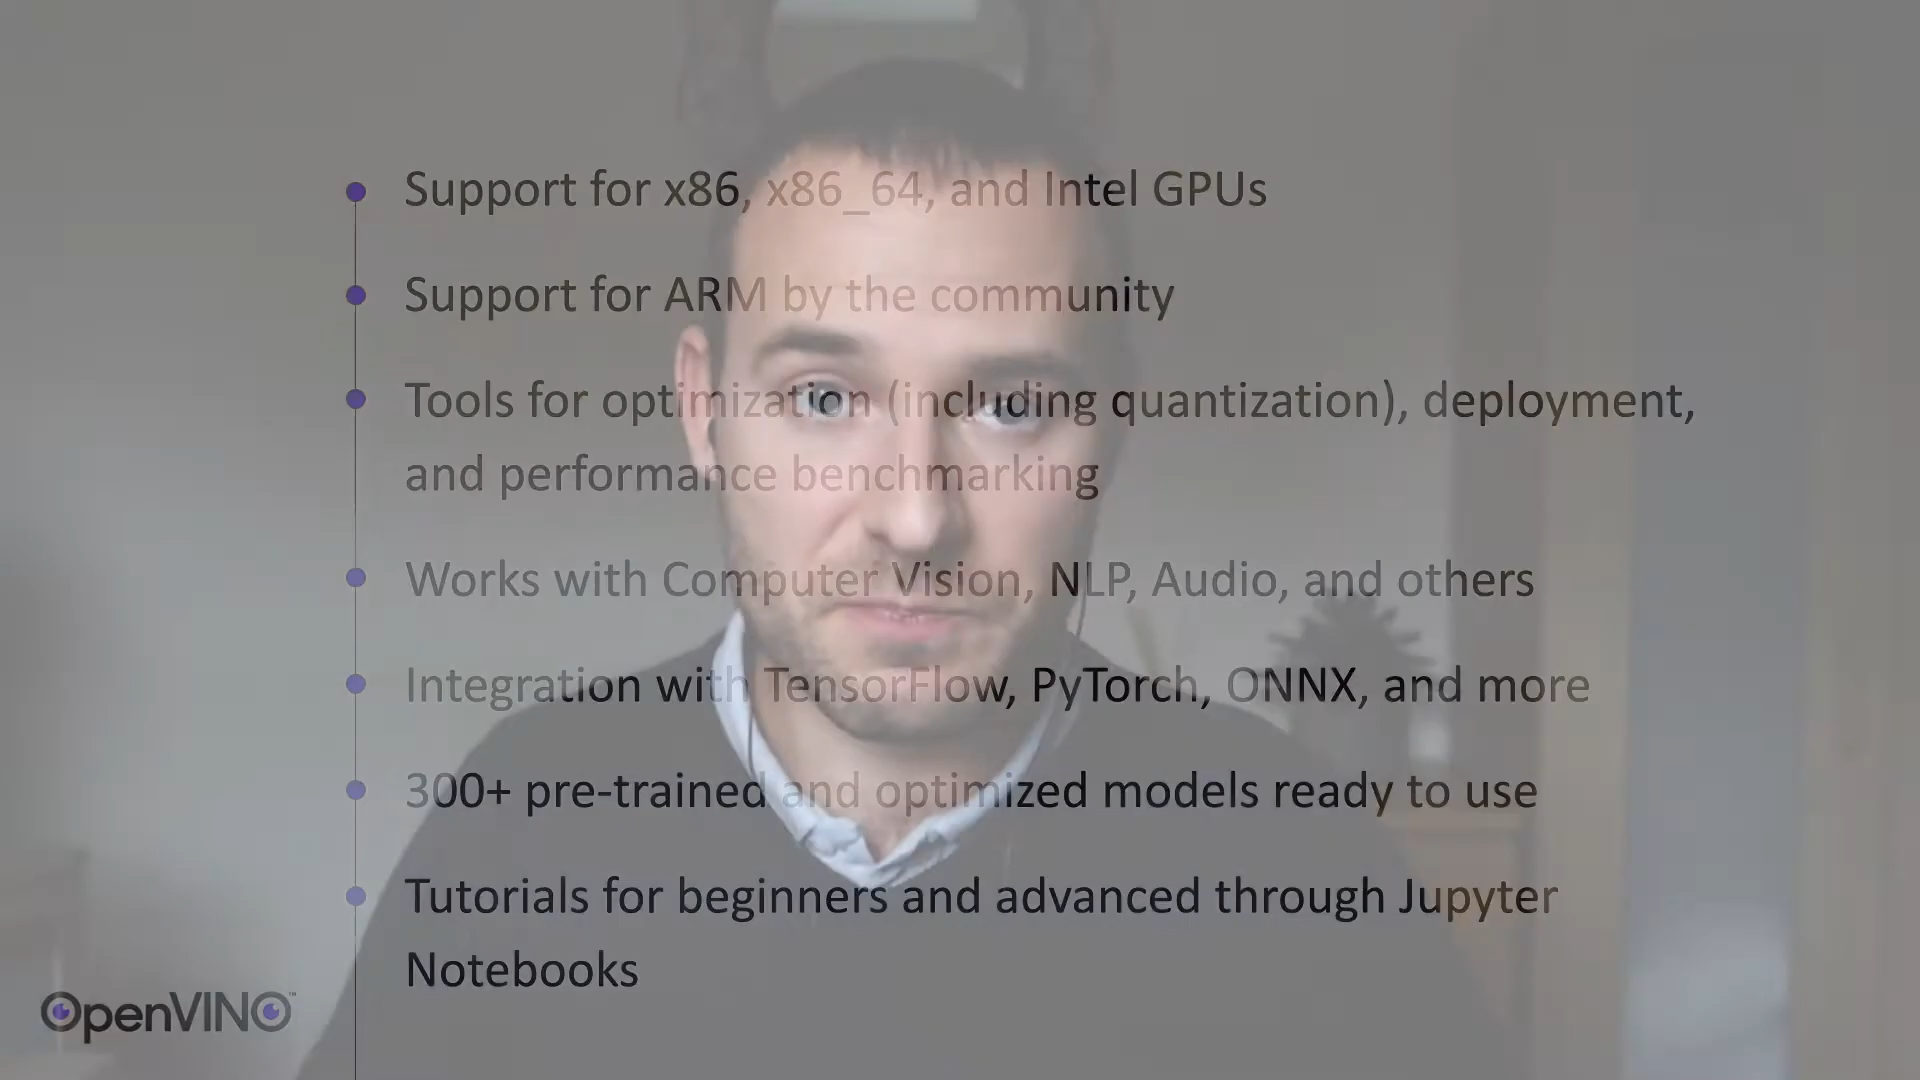 Support for x86, x86_64, and Intel GPUs
Support for ARM by the community
Tools for optimization (including quantization), deployment,
and performance benchmarking
Works with Computer Vision, NLP, Audio, and others
Integration with TensorFlow, PyTorch, ONNX, and more
300+ pre-trained and optimized models ready to use
Tutorials for beginners and advanced through Jupyter
Notebooks
OpenVINO™